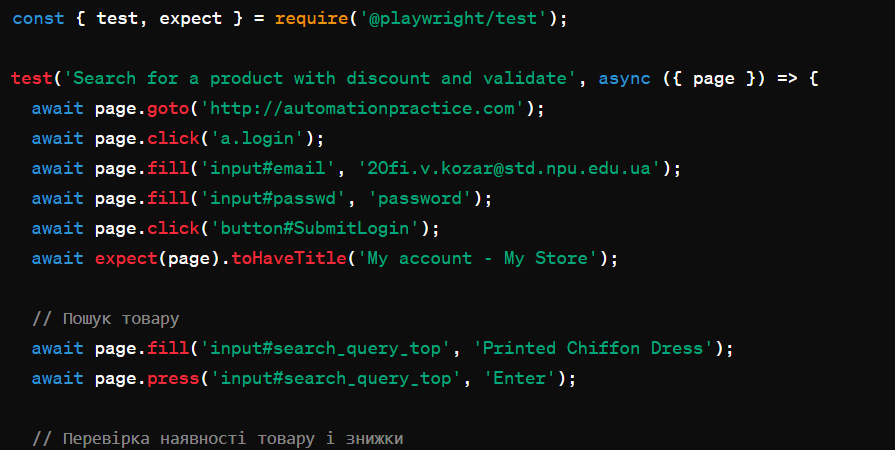 const { test, expect } = require('@playwright/test');
test('Search for a product with discount and validate', async ({ page }) => {
await page.goto('http://automationpractice.com');
await page.click('a.login');
await page.fill('input#email', '20fi.v.kozar@std.npu.edu.ua');
await page.fill('input#passwd', 'password');
await page.click('button#SubmitLogin');
await expect(page).toHaveTitle('My account - My Store');
// Пошук товару
await page.fill('input#search_query_top', 'Printed Chiffon Dress');
await page.press('input#search_query_top', 'Enter');
// Перевірка наявності товару і знижки